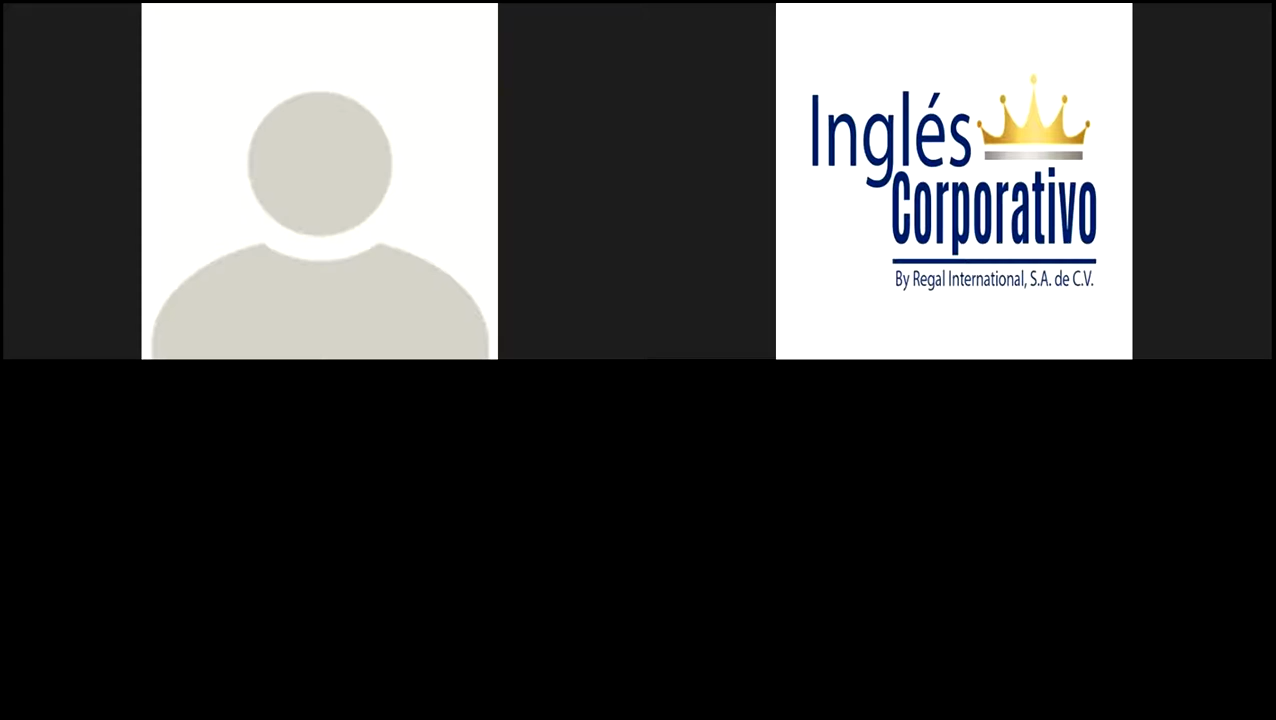 Inglés
Corporativo
By Regal International, S.A. de C.V.